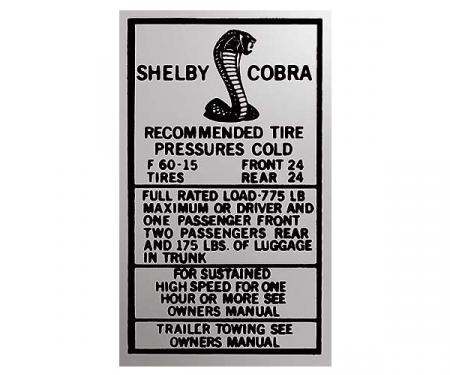 SHELBY COBRA
RECOMMENDED TIRE
PRESSURES COLD
F 60-15 FRONT 24
TIRES REAR 24
FULL RATED LOAD-775 LB
MAXIMUM OR DRIVER AND
ONE PASSENGER FRONT
TWO PASSENGERS REAR
AND 175 LBS. OF LUGGAGE
IN TRUNK
FOR SUSTAINED
HIGH SPEED FOR ONE
HOUR OR MORE SEE
OWNERS MANUAL
TRAILER TOWING SEE
OWNERS MANUAL